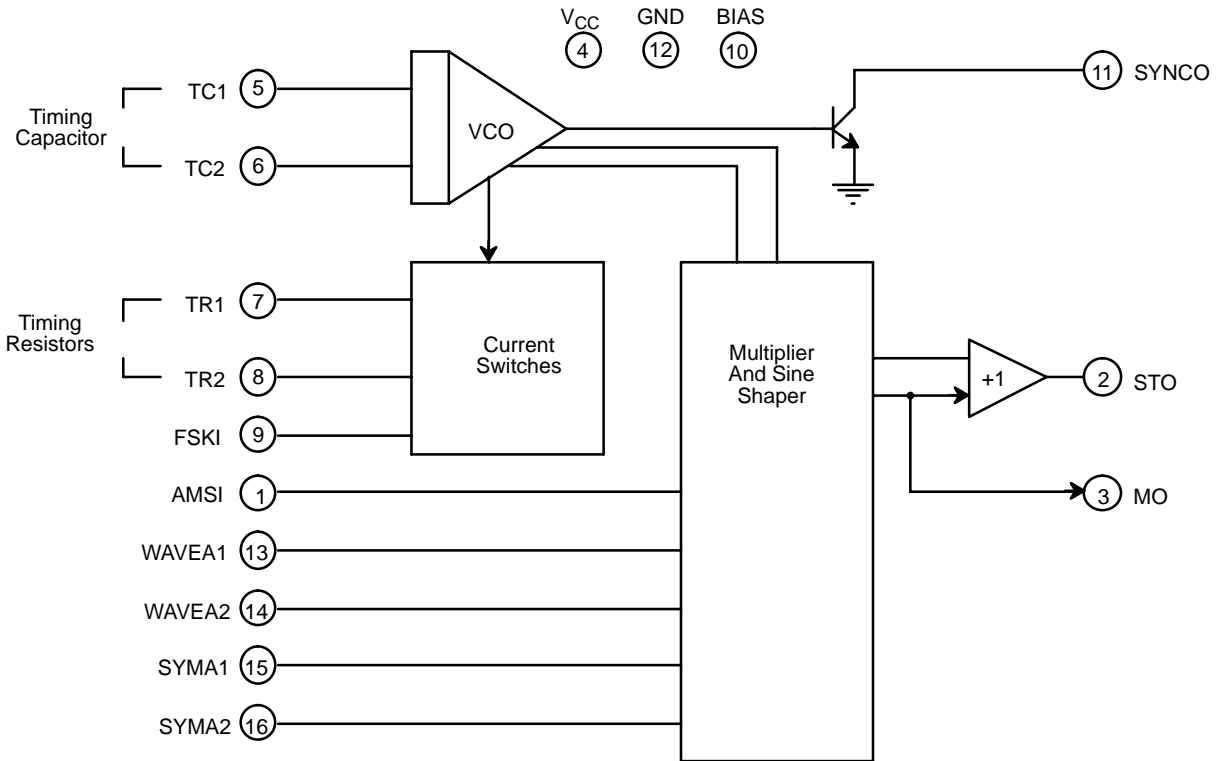 VCC GND BIAS
4 12 10
TC1 5
11 SYNCO
Timing
Capacitor
VCO
TC2 6
TR1 7
Timing
Resistors
Current
Switches
Multiplier
And Sine
Shaper
TR2 8
+1
2 STO
FSKI 9
AMSI 1
3 MO
WAVEA1 13
WAVEA2 14
SYMA1 15
SYMA2 16